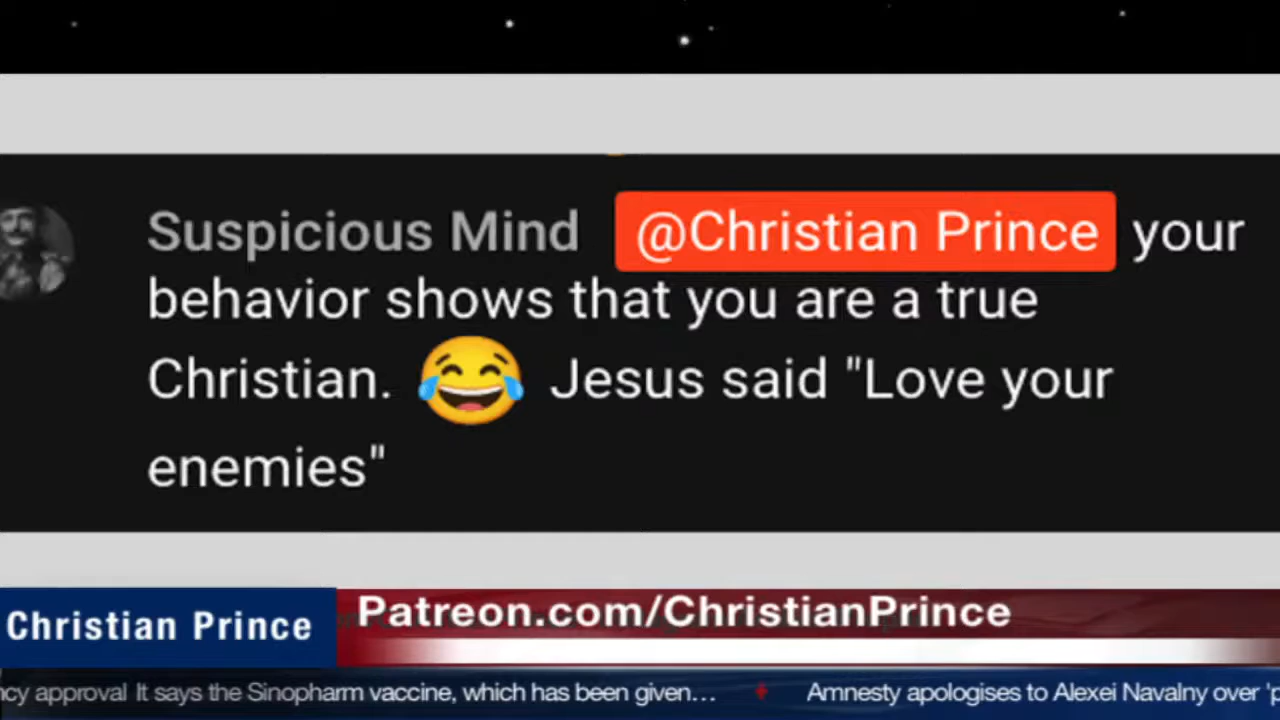 Suspicious Mind @Christian Prince your
behavior shows that you are a true
Christian. 😂 Jesus said "Love your
enemies"
Christian Prince
Patreon.com/ChristianPrince
approval It says the Sinopharm vaccine, which has been given...
Amnesty apologises to Alexei Navalny over